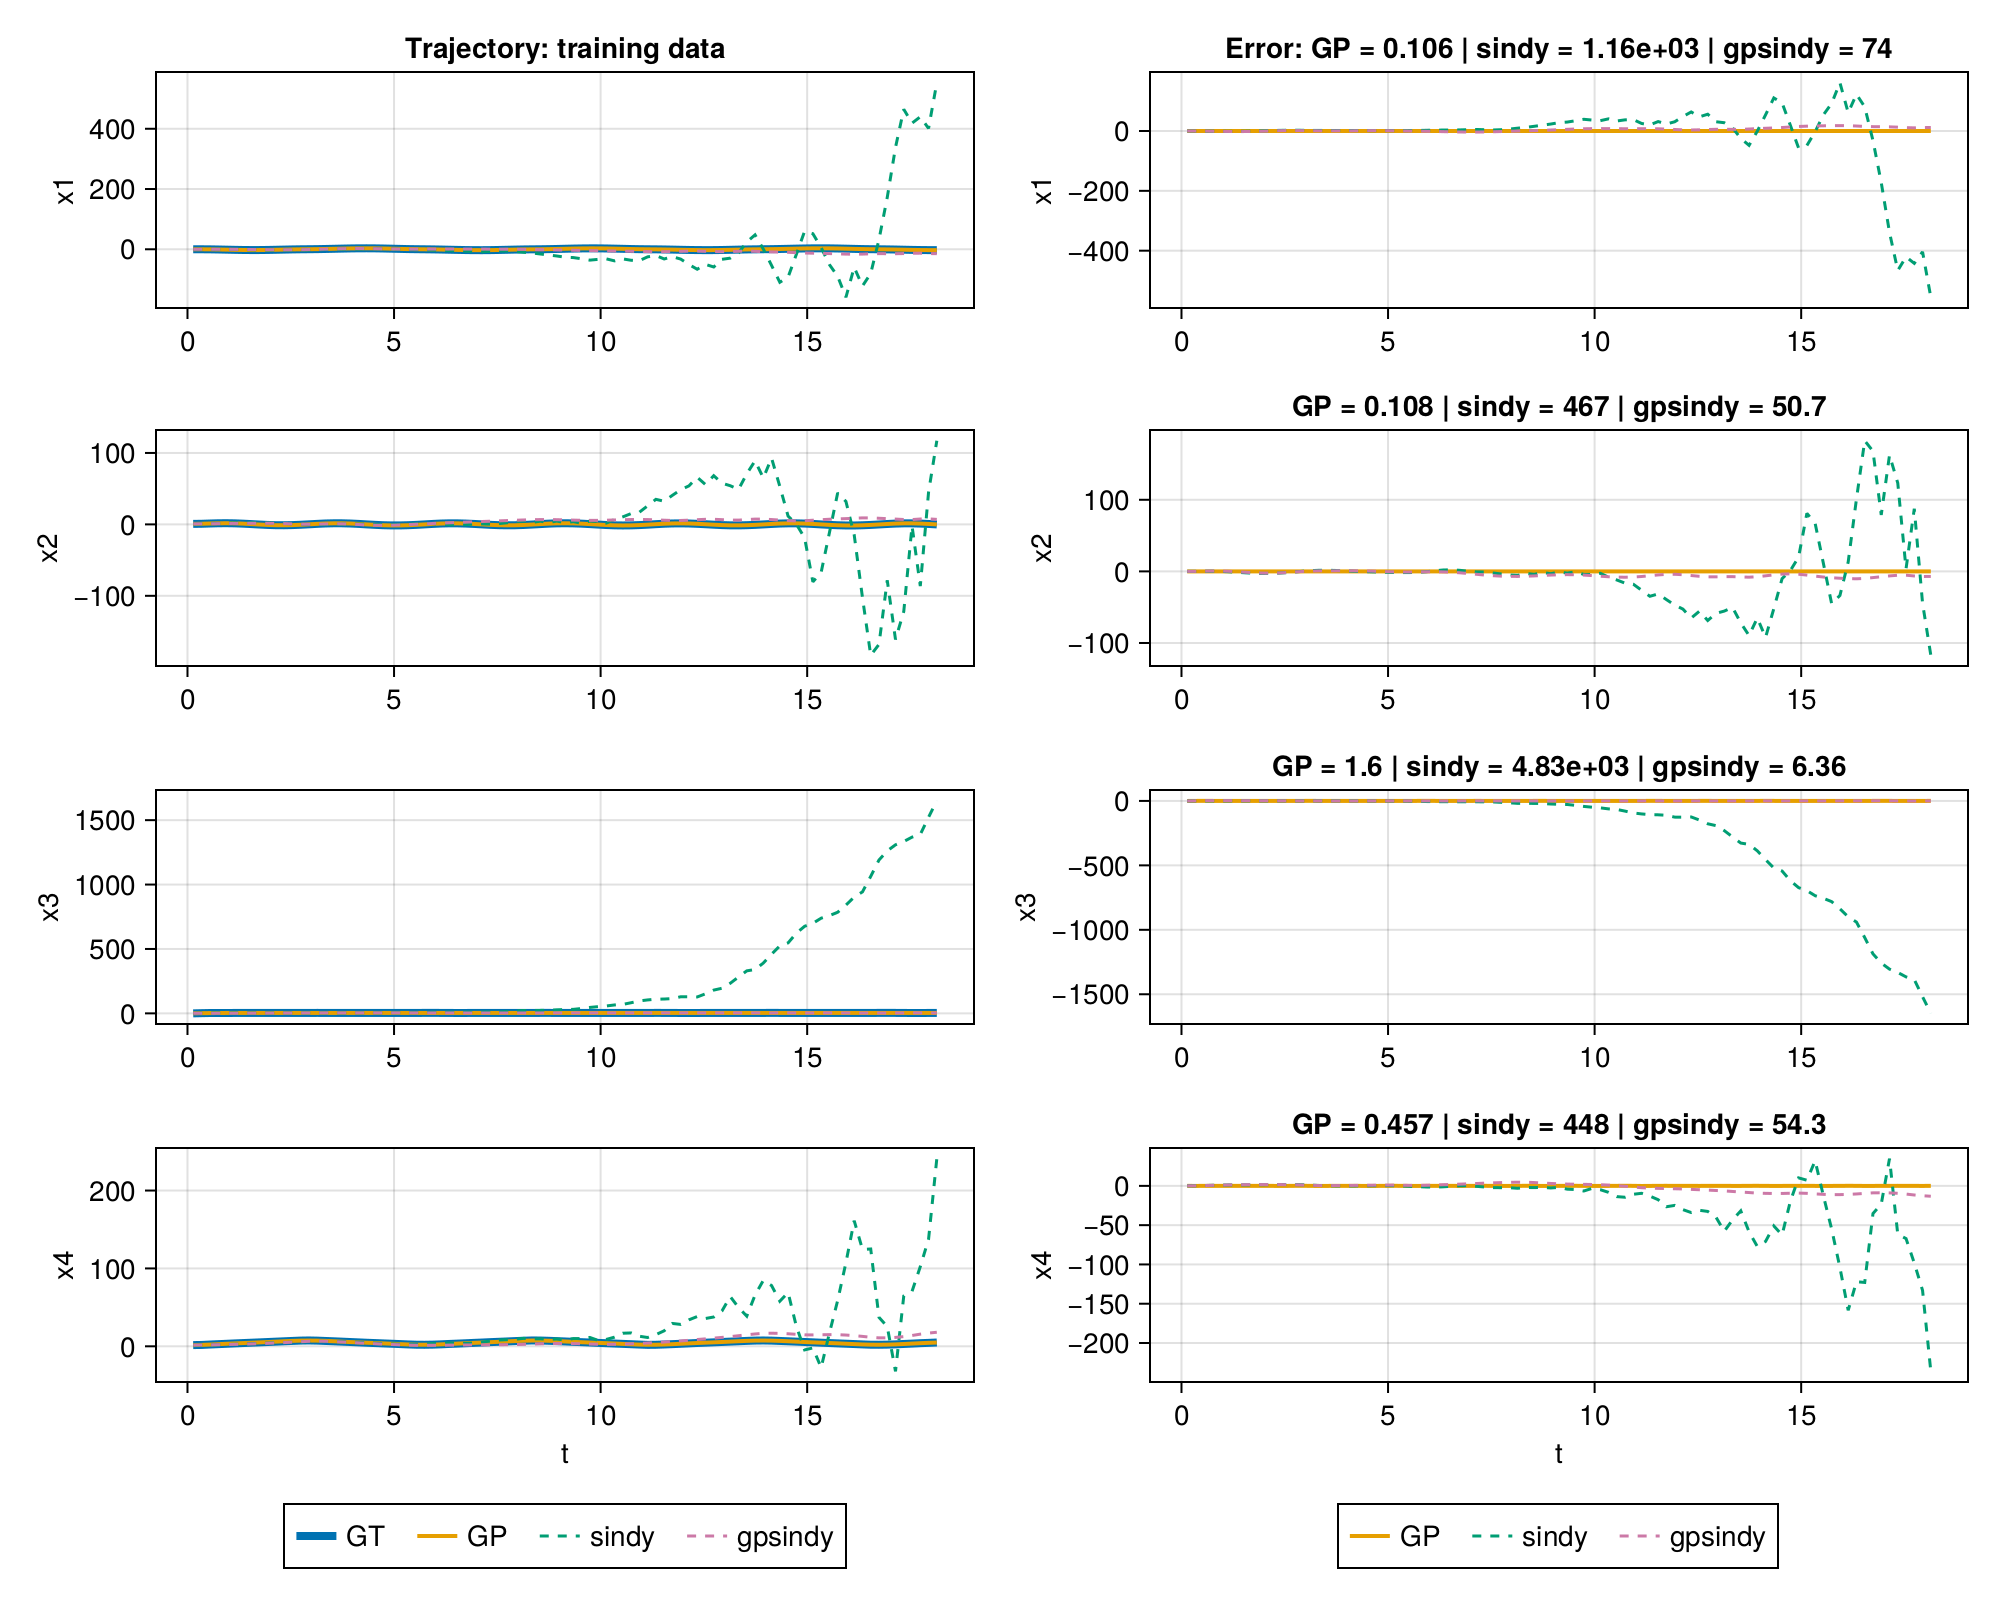 Trajectory: training data
x1
400
200
0
0 5 10 15
Error: GP = 0.106 | sindy = 1.16e+03 | gpsindy = 74
x1
0
−200
−400
0 5 10 15
x2
100
0
−100
0 5 10 15
GP = 0.108 | sindy = 467 | gpsindy = 50.7
x2
100
0
−100
0 5 10 15
x3
1500
1000
500
0
0 5 10 15
GP = 1.6 | sindy = 4.83e+03 | gpsindy = 6.36
x3
0
−500
−1000
−1500
0 5 10 15
x4
200
100
0
0 5 10 15
t
GP = 0.457 | sindy = 448 | gpsindy = 54.3
x4
0
−50
−100
−150
−200
0 5 10 15
t
GT GP sindy gpsindy
GP sindy gpsindy